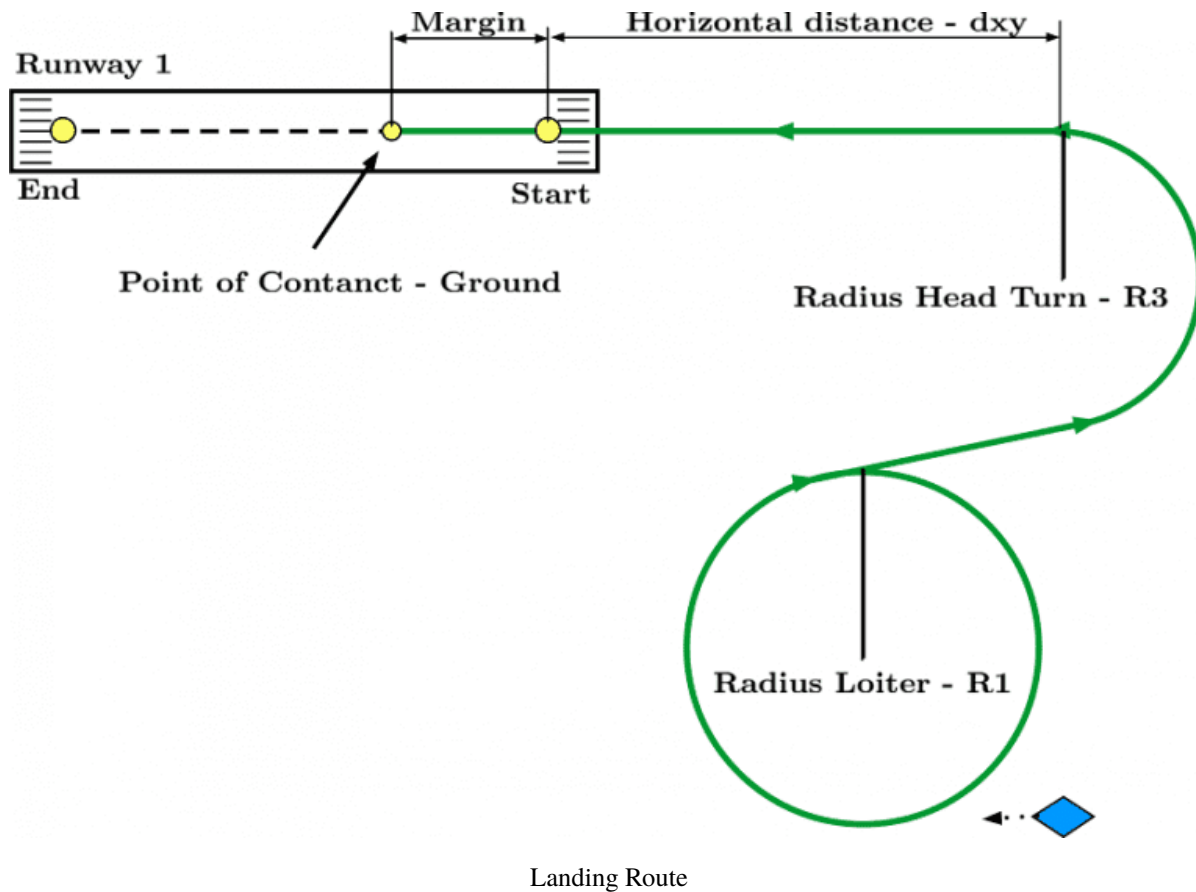 Margin
Horizontal distance - dxy
Runway 1
End
Start
Point of Contanct - Ground
Radius Head Turn - R3
Radius Loiter - R1
Landing Route